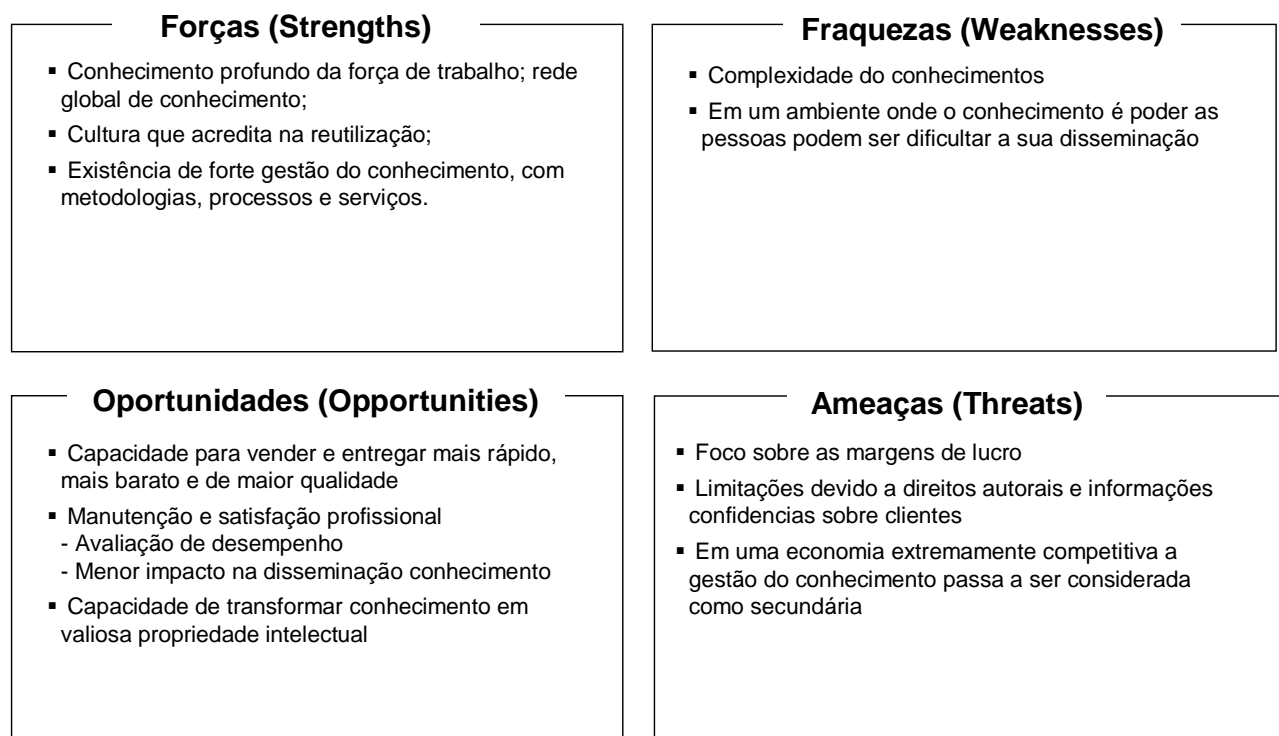 Forças (Strengths)
▪ Conhecimento profundo da força de trabalho; rede
global de conhecimento;
▪ Cultura que acredita na reutilização;
▪ Existência de forte gestão do conhecimento, com
metodologias, processos e serviços.
Fraquezas (Weaknesses)
▪ Complexidade do conhecimentos
▪ Em um ambiente onde o conhecimento é poder as
pessoas podem ser dificultar a sua disseminação
Oportunidades (Opportunities)
▪ Capacidade para vender e entregar mais rápido,
mais barato e de maior qualidade
▪ Manutenção e satisfação profissional
- Avaliação de desempenho
- Menor impacto na disseminação conhecimento
▪ Capacidade de transformar conhecimento em
valiosa propriedade intelectual
Ameaças (Threats)
▪ Foco sobre as margens de lucro
▪ Limitações devido a direitos autorais e informações
confidencias sobre clientes
▪ Em uma economia extremamente competitiva a
gestão do conhecimento passa a ser considerada
como secundária